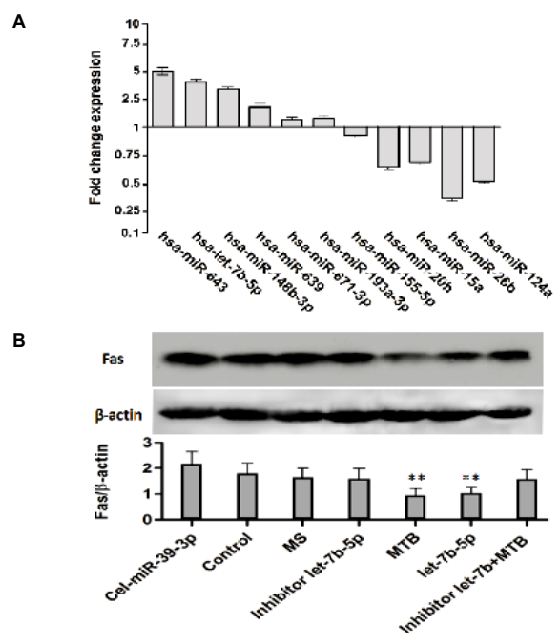 A
Fold change expression
10
5
2.5
1
0.75
0.5
0.25
0.1
hsa-miR-643
hsa-let-7b-5p
hsa-miR-148b-3p
hsa-miR-639
hsa-miR-671-3p
hsa-miR-193a-3p
hsa-miR-155-5p
hsa-miR-20b
hsa-miR-15a
hsa-miR-26b
hsa-miR-124a
B
Fas
β-actin
Fas/β-actin
3
2
1
0
**
**
Cel-miR-39-3p
Control
MS
Inhibitor let-7b-5p
MTB
let-7b-5p
Inhibitor let-7b+MTB